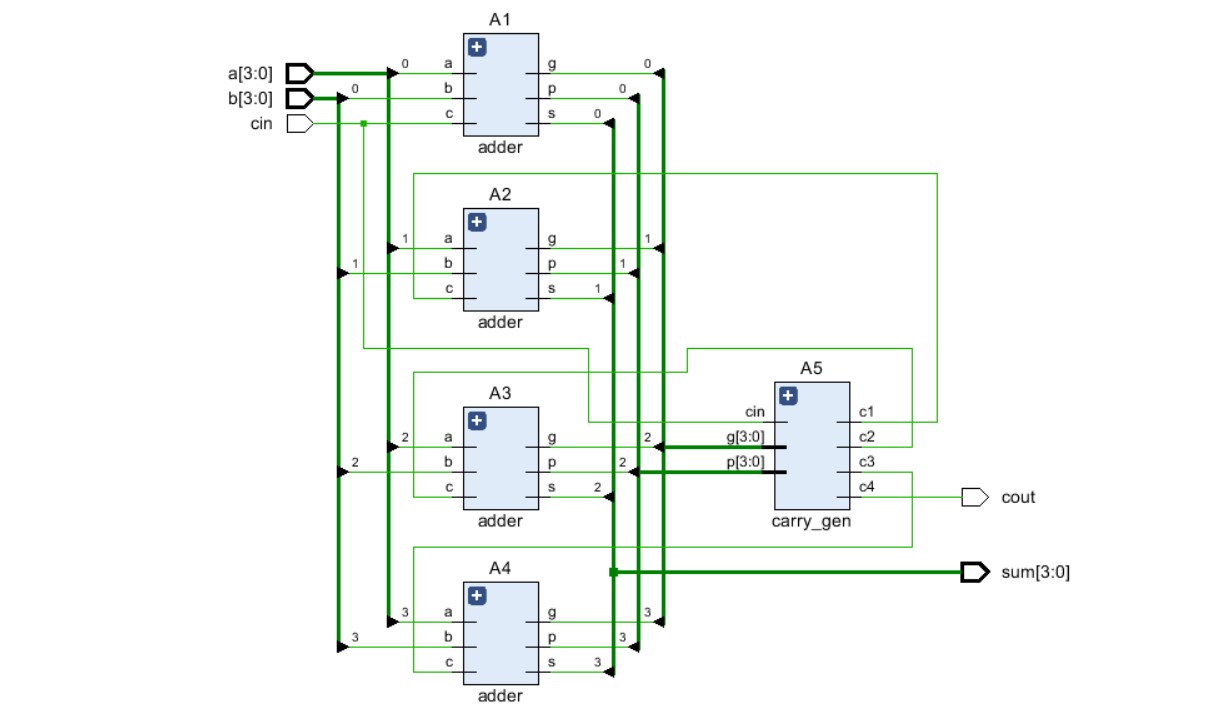 A1
a[3:0] 0 a g 0
b[3:0] 0 b p 0
cin c s 0
adder
A2
1 a g 1
1 b p 1
c s 1
adder
A5
A3
cin c1
2 a g 2 g[3:0] c2
2 b p 2 p[3:0] c3
c s 2 c4 cout
adder carry_gen
A4
sum[3:0]
3 a g 3
3 b p 3
c s 3
adder